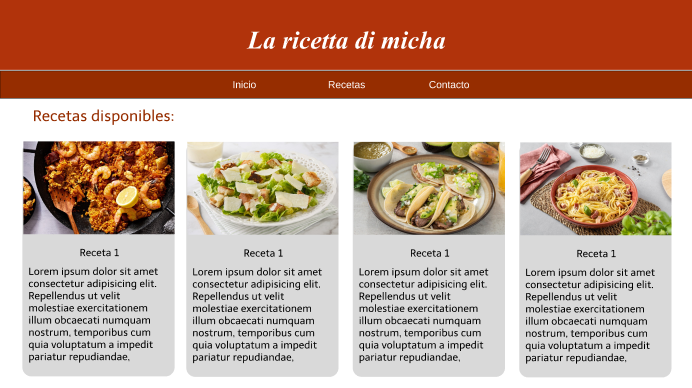 La ricetta di micha
Inicio Recetas Contacto
Recetas disponibles:
Receta 1
Lorem ipsum dolor sit amet
consectetur adipisicing elit.
Repellendus ut velit
molestiae exercitationem
illum obcaecati numquam
nostrum, temporibus cum
quia voluptatum a impedit
pariatur repudiandae,
Receta 1
Lorem ipsum dolor sit amet
consectetur adipisicing elit.
Repellendus ut velit
molestiae exercitationem
illum obcaecati numquam
nostrum, temporibus cum
quia voluptatum a impedit
pariatur repudiandae,
Receta 1
Lorem ipsum dolor sit amet
consectetur adipisicing elit.
Repellendus ut velit
molestiae exercitationem
illum obcaecati numquam
nostrum, temporibus cum
quia voluptatum a impedit
pariatur repudiandae,
Receta 1
Lorem ipsum dolor sit amet
consectetur adipisicing elit.
Repellendus ut velit
molestiae exercitationem
illum obcaecati numquam
nostrum, temporibus cum
quia voluptatum a impedit
pariatur repudiandae,